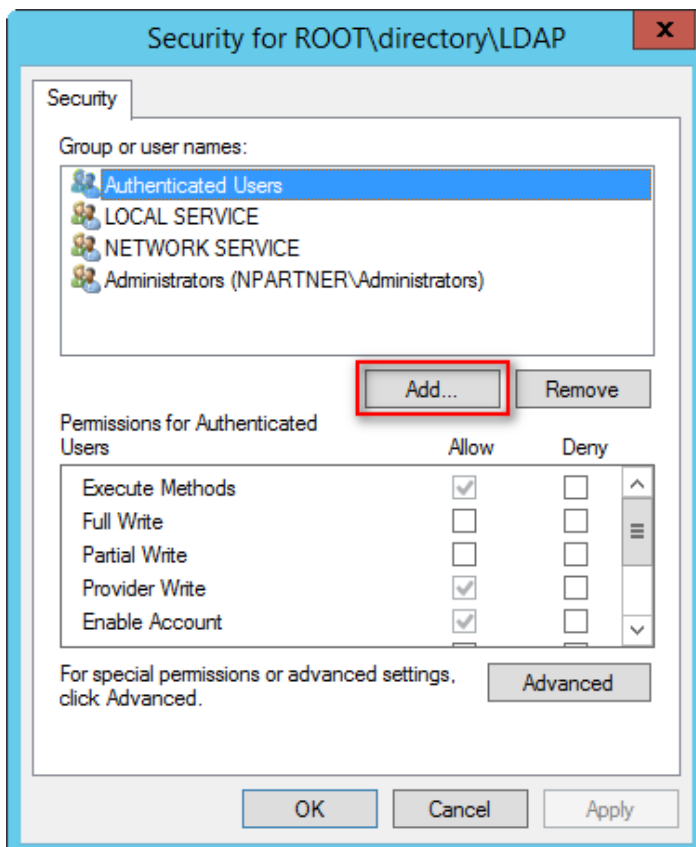 Security for ROOT\directory\LDAP
x
Security
Group or user names:
Authenticated Users
LOCAL SERVICE
NETWORK SERVICE
Administrators (NPARTNER\Administrators)
Add...
Remove
Permissions for Authenticated
Users
Allow
Deny
Execute Methods
Full Write
Partial Write
Provider Write
Enable Account
For special permissions or advanced settings,
click Advanced.
Advanced
OK
Cancel
Apply